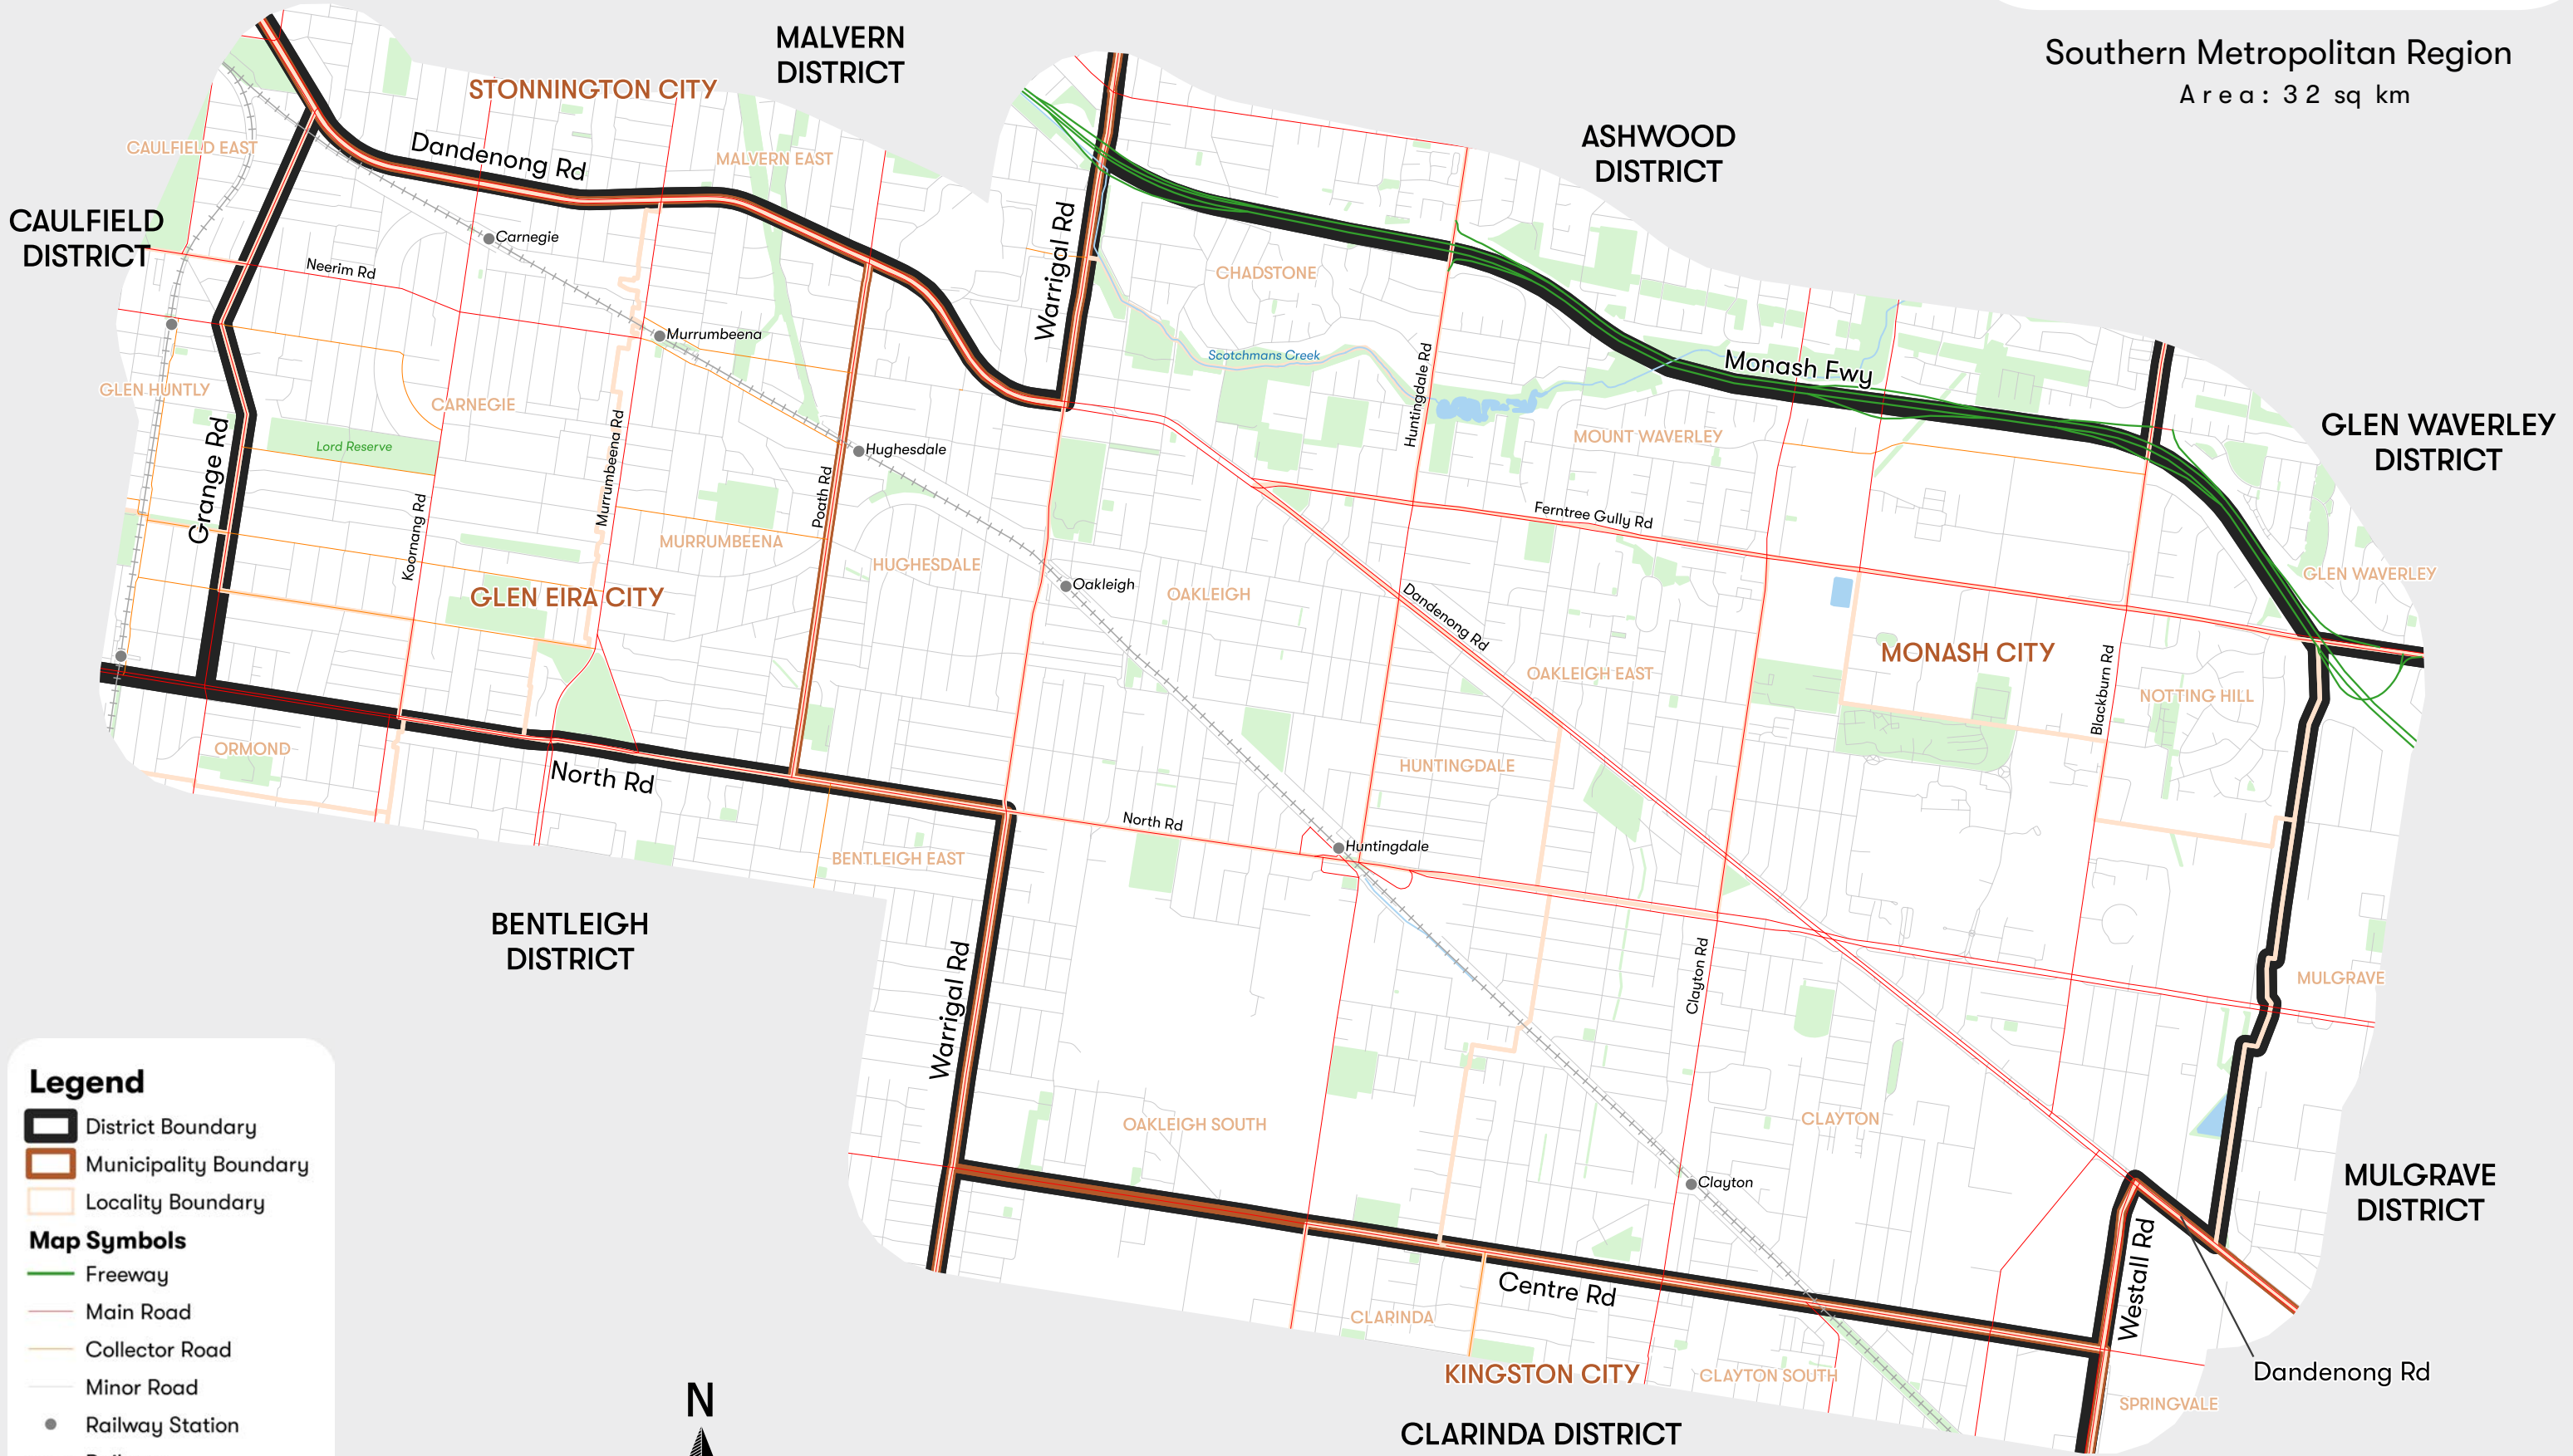 Southern Metropolitan Region
Area: 32 sq km
MALVERN
DISTRICT
STONNINGTON CITY
ASHWOOD
DISTRICT
CAULFIELD EAST
Dandenong Rd
MALVERN EAST
CAULFIELD
DISTRICT
Carnegie
Neerim Rd
Warrigal Rd
CHADSTONE
Murrumbeena
Scotchmans Creek
Huntingdale Rd
Monash Fwy
GLEN HUNTLY
CARNEGIE
MOUNT WAVERLEY
GLEN WAVERLEY
DISTRICT
Lord Reserve
Hughesdale
Grange Rd
Koornang Rd
Murrumbeena Rd
Poath Rd
Ferntree Gully Rd
MURRUMBEENA
HUGHESDALE
GLEN WAVERLEY
Oakleigh
OAKLEIGH
GLEN EIRA CITY
Dandenong Rd
MONASH CITY
OAKLEIGH EAST
Blackburn Rd
NOTTING HILL
ORMOND
North Rd
HUNTINGDALE
North Rd
Huntingdale
BENTLEIGH EAST
BENTLEIGH
DISTRICT
Warrigal Rd
Clayton Rd
MULGRAVE
OAKLEIGH SOUTH
CLAYTON
Clayton
MULGRAVE
DISTRICT
Centre Rd
Westall Rd
CLARINDA
KINGSTON CITY
CLAYTON SOUTH
Dandenong Rd
SPRINGVALE
CLARINDA DISTRICT
Legend
District Boundary
Municipality Boundary
Locality Boundary
Map Symbols
Freeway
Main Road
Collector Road
Minor Road
Railway Station
N